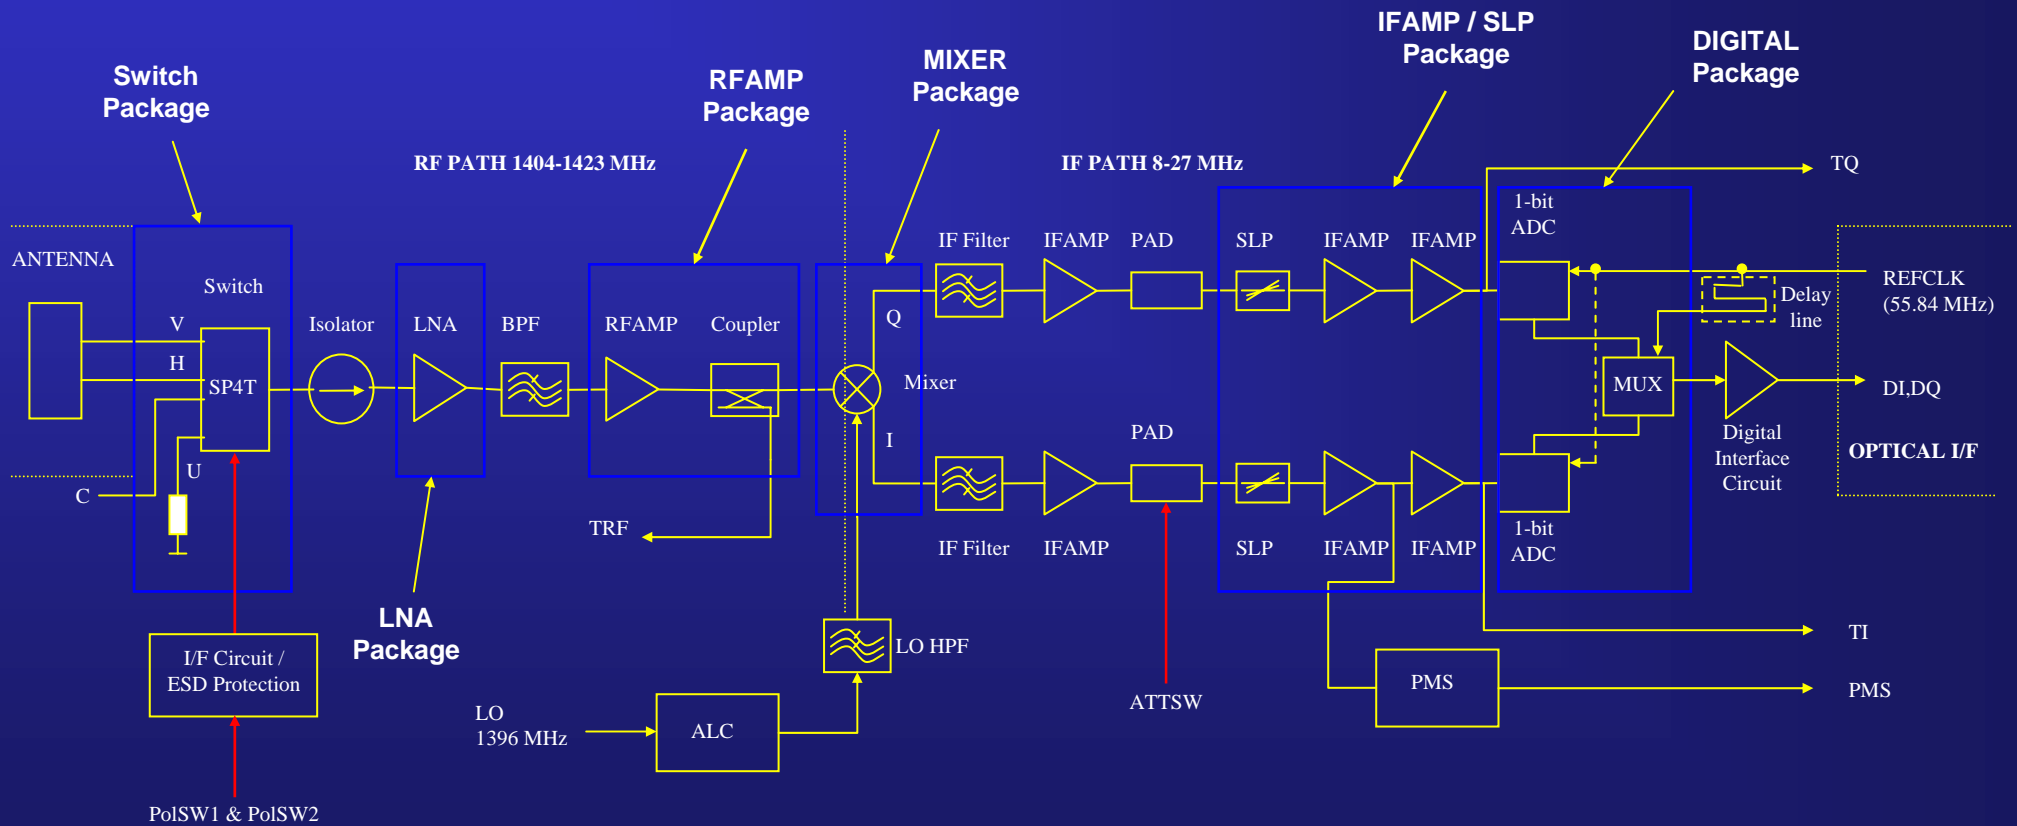 IFAMP / SLP
Package
DIGITAL
Package
MIXER
Package
Switch
Package
RFAMP
Package
RF PATH 1404-1423 MHz
IF PATH 8-27 MHz
TQ
1-bit
ADC
IF Filter
IFAMP
PAD
SLP
IFAMP
IFAMP
ANTENNA
Switch
REFCLK
(55.84 MHz)
Delay
line
V
Isolator
LNA
BPF
RFAMP
Coupler
Q
H
SP4T
Mixer
MUX
DI,DQ
I
PAD
Digital
Interface
Circuit
OPTICAL I/F
U
C
TRF
IF Filter
IFAMP
SLP
IFAMP
IFAMP
1-bit
ADC
LNA
Package
LO HPF
TI
I/F Circuit /
ESD Protection
PMS
PMS
ATTSW
LO
1396 MHz
ALC
PolSW1 & PolSW2